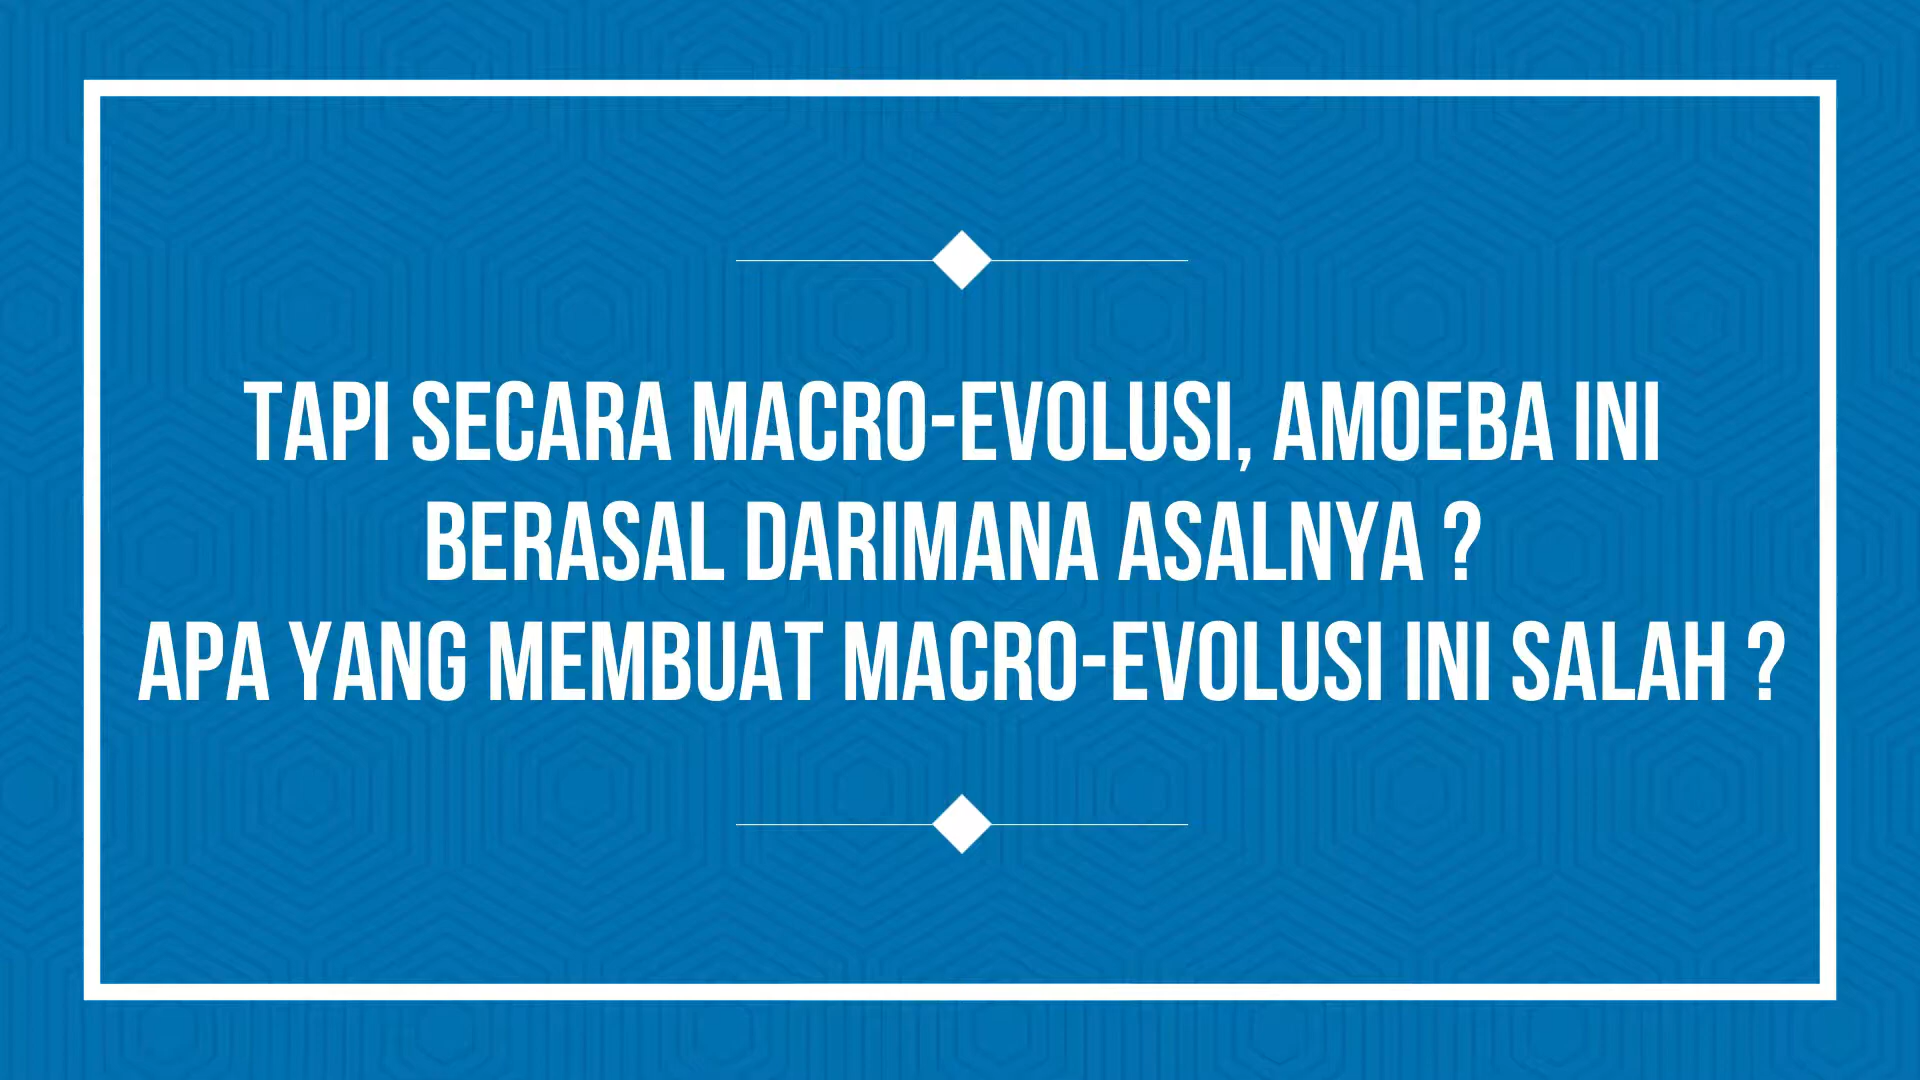 TAPI SECARA MACRO-EVOLUSI, AMOEBA INI
BERASAL DARIMANA ASALNYA ?
APA YANG MEMBUAT MACRO-EVOLUSI INI SALAH ?